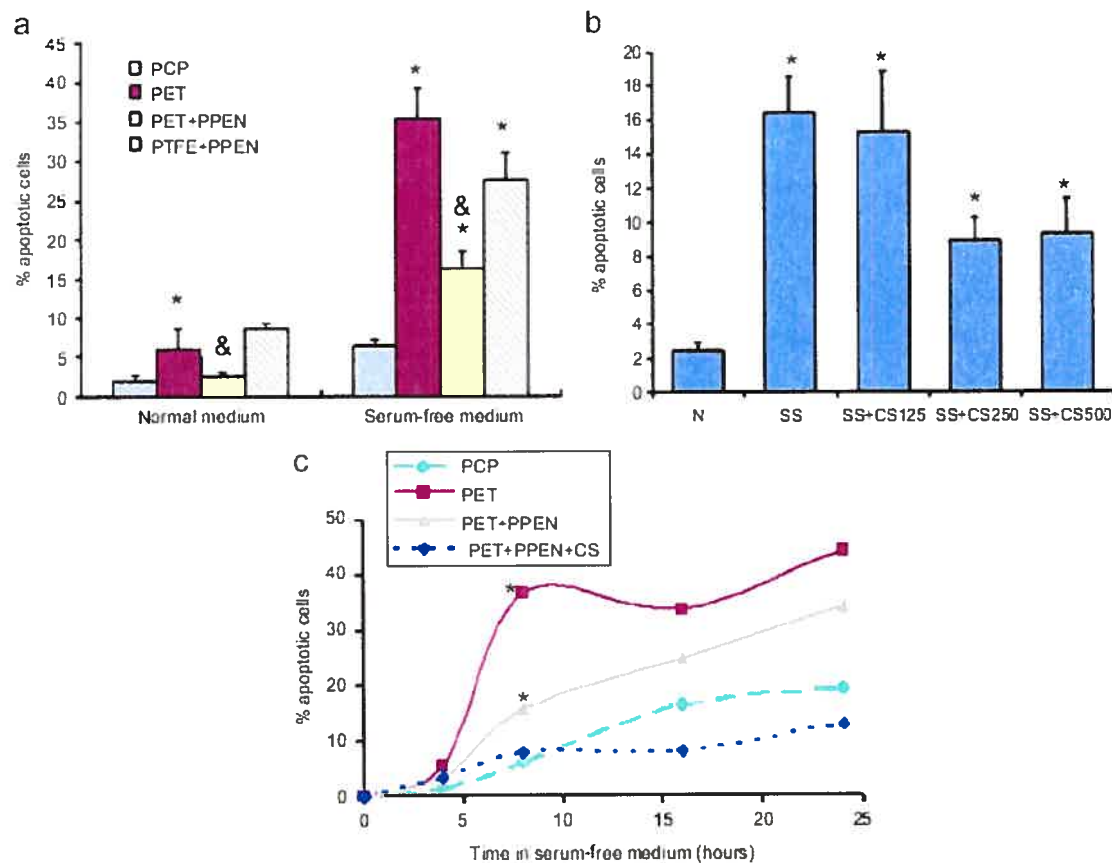 a
45
40
35
30
25
20
15
10
5
0
% apoptotic cells
PCP
PET
PET+PPEN
PTFE+PPEN
*
&
*
&
*
*
Normal medium
Serum-free medium
b
20
18
16
14
12
10
8
6
4
2
0
% apoptotic cells
*
*
*
*
N
SS
SS+CS125
SS+CS250
SS+CS500
c
PCP
PET
PET+PPEN
PET+PPEN+CS
50
40
30
20
10
0
% apoptotic cells
*
*
0
5
10
15
20
25
Time in serum-free medium (hours)